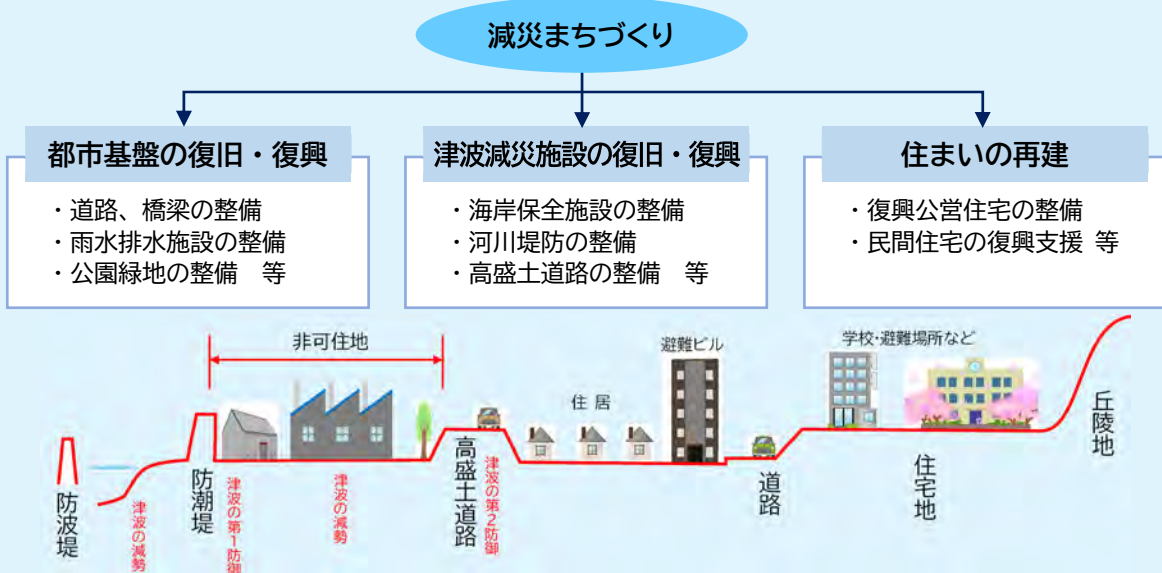 減災まちづくり
都市基盤の復旧・復興
・道路、橋梁の整備
・雨水排水施設の整備
・公園緑地の整備　等
津波減災施設の復旧・復興
・海岸保全施設の整備
・河川堤防の整備
・高盛土道路の整備　等
住まいの再建
・復興公営住宅の整備
・民間住宅の復興支援 等
非可住地
避難ビル
学校・避難場所など
住 居
防波堤
津波の減勢
防潮堤
津波の第1防御
津波の減勢
高盛土道路
津波の第2防御
道路
住宅地
丘陵地